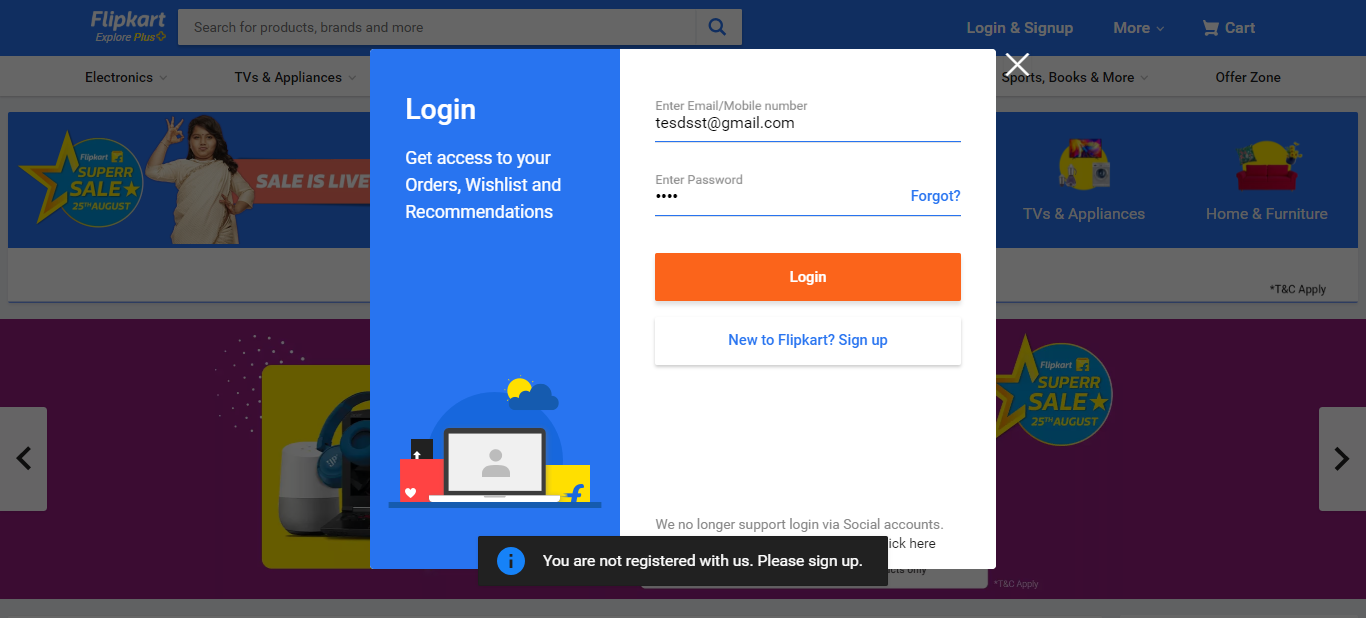 Flipkart
Explore Plus
Search for products, brands and more
Login & Signup
More
Cart
Electronics
TVs & Appliances
Sports, Books & More
Offer Zone
Flipkart
SUPERR
SALE
25TH AUGUST
SALE IS LIVE
TVs & Appliances
Home & Furniture
*T&C Apply
Login
Get access to your
Orders, Wishlist and
Recommendations
Enter Email/Mobile number
tesdsst@gmail.com
Enter Password
••••
Forgot?
Login
New to Flipkart? Sign up
We no longer support login via Social accounts.
here
You are not registered with us. Please sign up.
only
*T&C Apply
Flipkart
SUPERR
SALE
25TH AUGUST